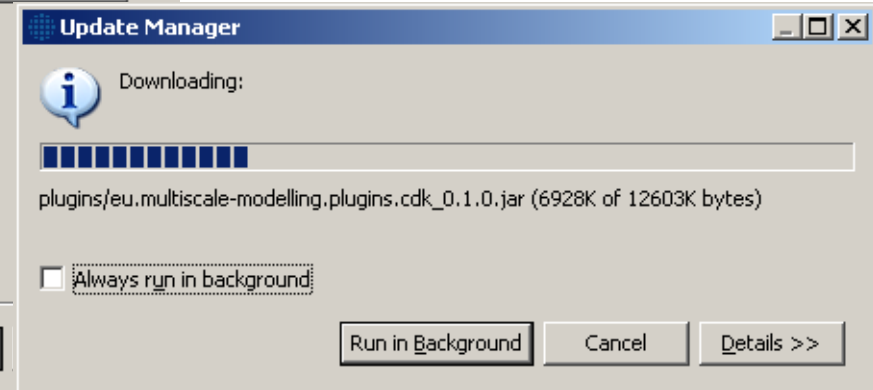 Update Manager
Downloading:
plugins/eu.multiscale-modelling.plugins.cdk_0.1.0.jar (6928K of 12603K bytes)
Always run in background
Run in Background Cancel Details >>